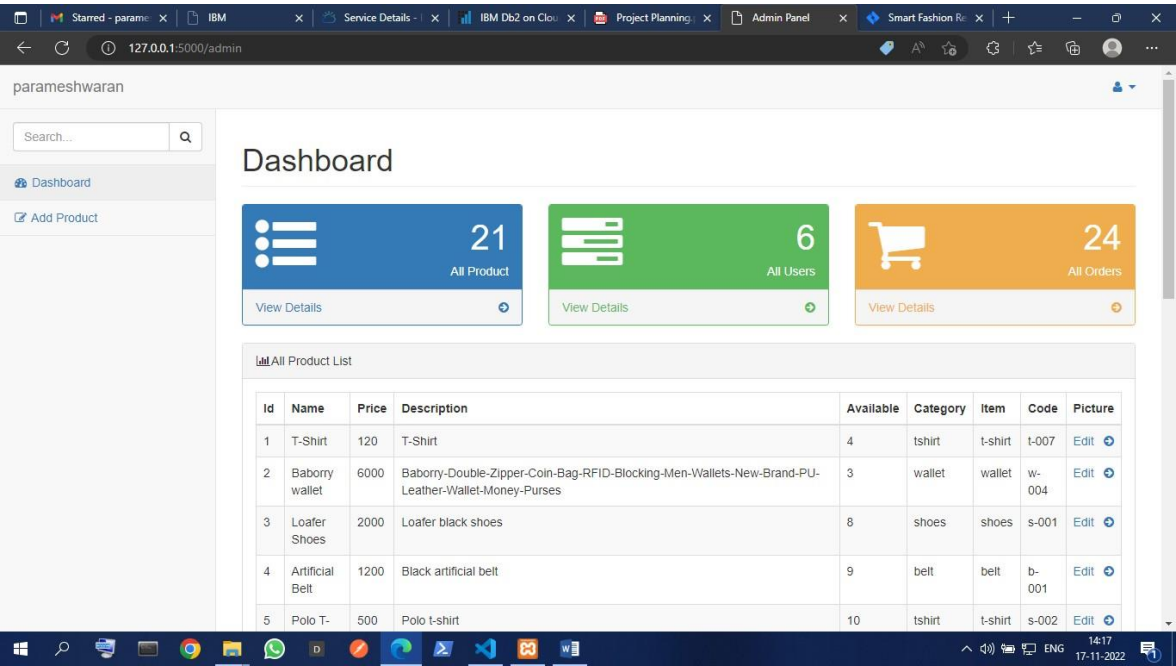 Starred - parame
IBM
Service Details - I
IBM Db2 on Clou
Project Planning.
Admin Panel
Smart Fashion Re
127.0.0.1:5000/admin
parameshwaran
Search...
Dashboard
Add Product
Dashboard
21
All Product
View Details
6
All Users
View Details
24
All Orders
View Details
All Product List
Id Name Price Description Available Category Item Code Picture
1 T-Shirt 120 T-Shirt 4 tshirt t-shirt t-007 Edit
2 Baborry 6000 Baborry-Double-Zipper-Coin-Bag-RFID-Blocking-Men-Wallets-New-Brand-PU- 3 wallet wallet w- Edit
wallet Leather-Wallet-Money-Purses 004
3 Loafer 2000 Loafer black shoes 8 shoes shoes s-001 Edit
Shoes
4 Artificial 1200 Black artificial belt 9 belt belt b- Edit
Belt 001
5 Polo T- 500 Polo t-shirt 10 tshirt t-shirt s-002 Edit
ENG
14:17
17-11-2022